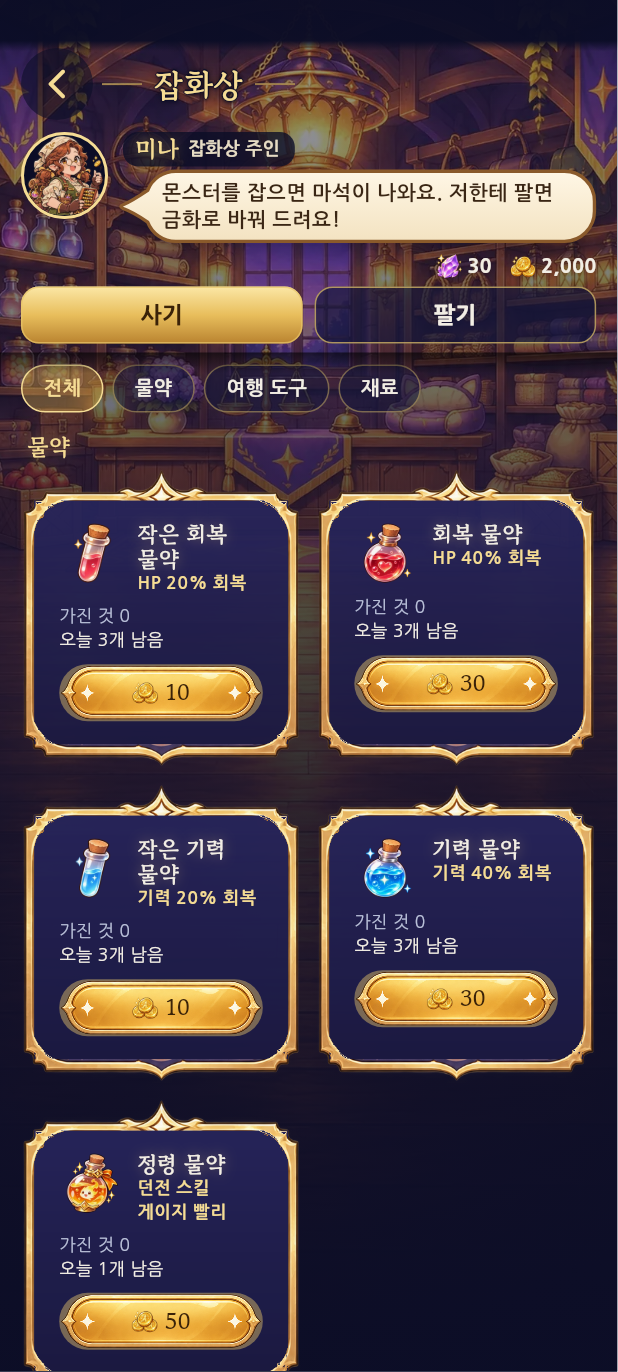 잡화상
미나 잡화상 주인
몬스터를 잡으면 마석이 나와요. 저한테 팔면
금화로 바꿔 드려요!
30 2,000
사기 팔기
전체 물약 여행 도구 재료
물약
작은 회복
물약
HP 20% 회복
가진 것 0
오늘 3개 남음
10
회복 물약
HP 40% 회복
가진 것 0
오늘 3개 남음
30
작은 기력
물약
기력 20% 회복
가진 것 0
오늘 3개 남음
10
기력 물약
기력 40% 회복
가진 것 0
오늘 3개 남음
30
정령 물약
던전 스킬
게이지 빨리
가진 것 0
오늘 1개 남음
50